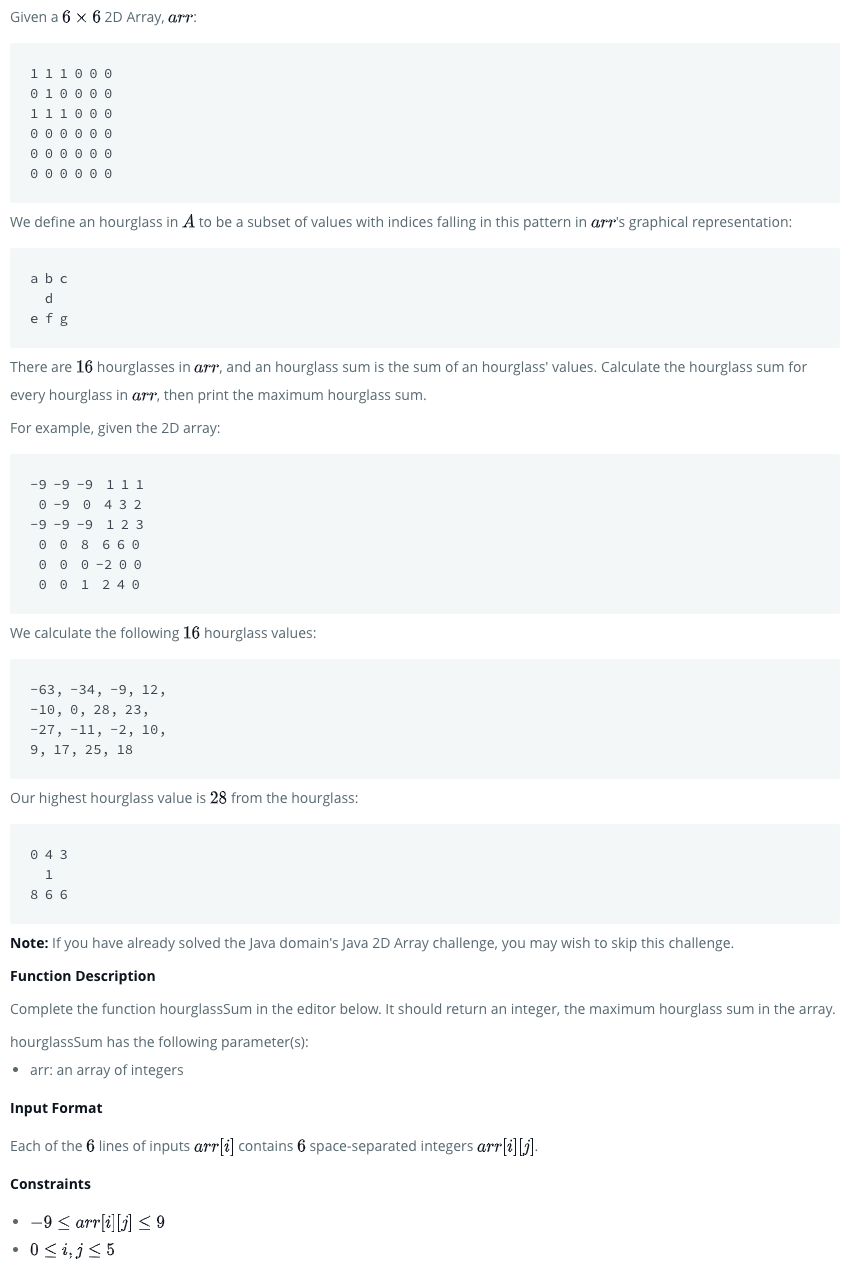 Given a 6 × 6 2D Array, arr:
1 1 1 0 0 0
0 1 0 0 0 0
1 1 1 0 0 0
0 0 0 0 0 0
0 0 0 0 0 0
0 0 0 0 0 0
We define an hourglass in A to be a subset of values with indices falling in this pattern in arr's graphical representation:
a b c
  d
e f g
There are 16 hourglasses in arr, and an hourglass sum is the sum of an hourglass' values. Calculate the hourglass sum for
every hourglass in arr, then print the maximum hourglass sum.
For example, given the 2D array:
-9 -9 -9  1 1 1
 0 -9  0  4 3 2
-9 -9 -9  1 2 3
 0  0  8  6 6 0
 0  0  0 -2 0 0
 0  0  1  2 4 0
We calculate the following 16 hourglass values:
-63, -34, -9, 12,
-10, 0, 28, 23,
-27, -11, -2, 10,
9, 17, 25, 18
Our highest hourglass value is 28 from the hourglass:
0 4 3
  1
8 6 6
Note: If you have already solved the Java domain's Java 2D Array challenge, you may wish to skip this challenge.
Function Description
Complete the function hourglassSum in the editor below. It should return an integer, the maximum hourglass sum in the array.
hourglassSum has the following parameter(s):
• arr: an array of integers
Input Format
Each of the 6 lines of inputs arr[i] contains 6 space-separated integers arr[i][j].
Constraints
• −9 ≤ arr[i][j] ≤ 9
• 0 ≤ i, j ≤ 5